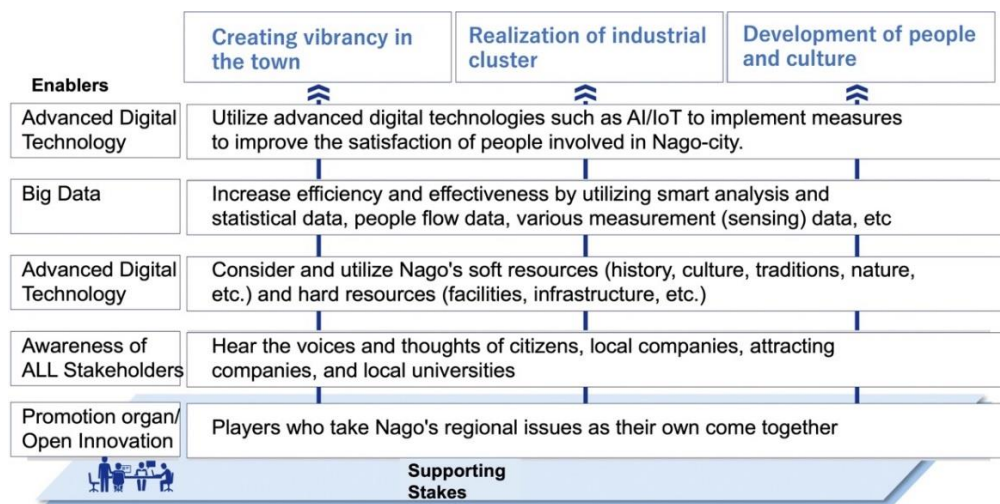 Creating vibrancy in
the town
Realization of industrial
cluster
Development of people
and culture
Enablers
Advanced Digital
Technology
Utilize advanced digital technologies such as AI/IoT to implement measures
to improve the satisfaction of people involved in Nago-city.
Big Data
Increase efficiency and effectiveness by utilizing smart analysis and
statistical data, people flow data, various measurement (sensing) data, etc
Advanced Digital
Technology
Consider and utilize Nago's soft resources (history, culture, traditions, nature,
etc.) and hard resources (facilities, infrastructure, etc.)
Awareness of
ALL Stakeholders
Hear the voices and thoughts of citizens, local companies, attracting
companies, and local universities
Promotion organ/
Open Innovation
Players who take Nago's regional issues as their own come together
Supporting
Stakes